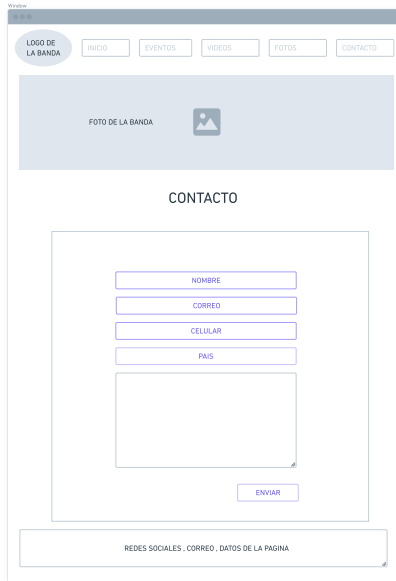 Window
LOGO DE
LA BANDA
INICIO
EVENTOS
VIDEOS
FOTOS
CONTACTO
FOTO DE LA BANDA
CONTACTO
NOMBRE
CORREO
CELULAR
PAIS
ENVIAR
REDES SOCIALES , CORREO , DATOS DE LA PAGINA